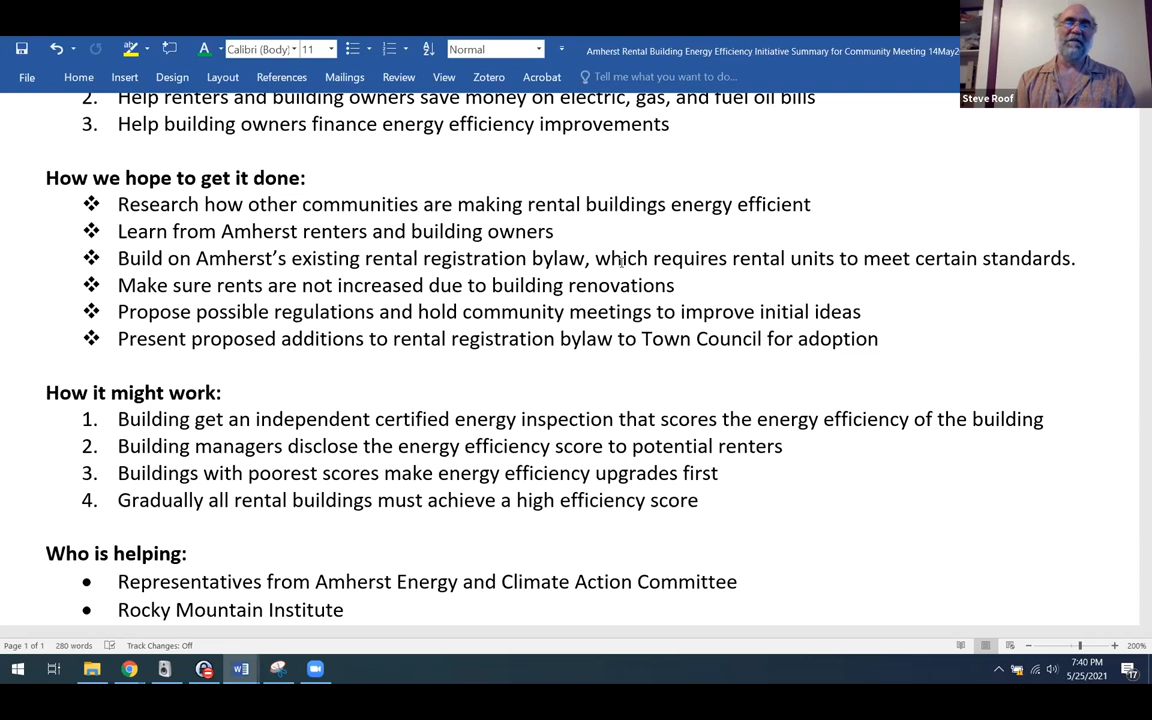 Calibri (Body) 11 Normal Amherst Rental Building Energy Efficiency Initiative Summary for Community Meeting 14May2
File Home Insert Design Layout References Mailings Review View Zotero Acrobat Tell me what you want to do...
Steve Roof
2. Help renters and building owners save money on electric, gas, and fuel oil bills
3. Help building owners finance energy efficiency improvements
How we hope to get it done:
❖ Research how other communities are making rental buildings energy efficient
❖ Learn from Amherst renters and building owners
❖ Build on Amherst’s existing rental registration bylaw, which requires rental units to meet certain standards.
❖ Make sure rents are not increased due to building renovations
❖ Propose possible regulations and hold community meetings to improve initial ideas
❖ Present proposed additions to rental registration bylaw to Town Council for adoption
How it might work:
1. Building get an independent certified energy inspection that scores the energy efficiency of the building
2. Building managers disclose the energy efficiency score to potential renters
3. Buildings with poorest scores make energy efficiency upgrades first
4. Gradually all rental buildings must achieve a high efficiency score
Who is helping:
• Representatives from Amherst Energy and Climate Action Committee
• Rocky Mountain Institute
Page 1 of 1 280 words Track Changes: Off 200%
7:40 PM
5/25/2021
17